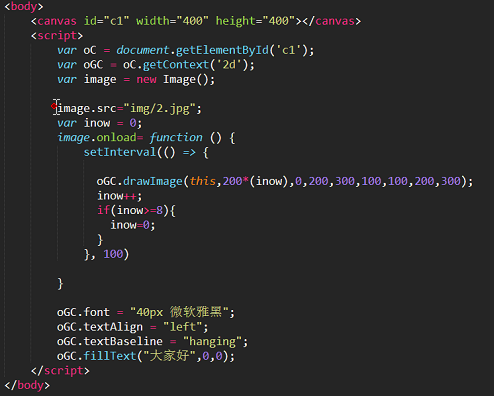 <body>
<canvas id="c1" width="400" height="400"></canvas>
<script>
var oC = document.getElementById('c1');
var oGC = oC.getContext('2d');
var image = new Image();
image.src="img/2.jpg";
var inow = 0;
image.onload= function () {
setInterval(() => {
oGC.drawImage(this,200*(inow),0,200,300,100,100,200,300);
inow++;
if(inow>=8){
inow=0;
}
}, 100)
}
oGC.font = "40px 微软雅黑";
oGC.textAlign = "left";
oGC.textBaseline = "hanging";
oGC.fillText("大家好",0,0);
</script>
</body>